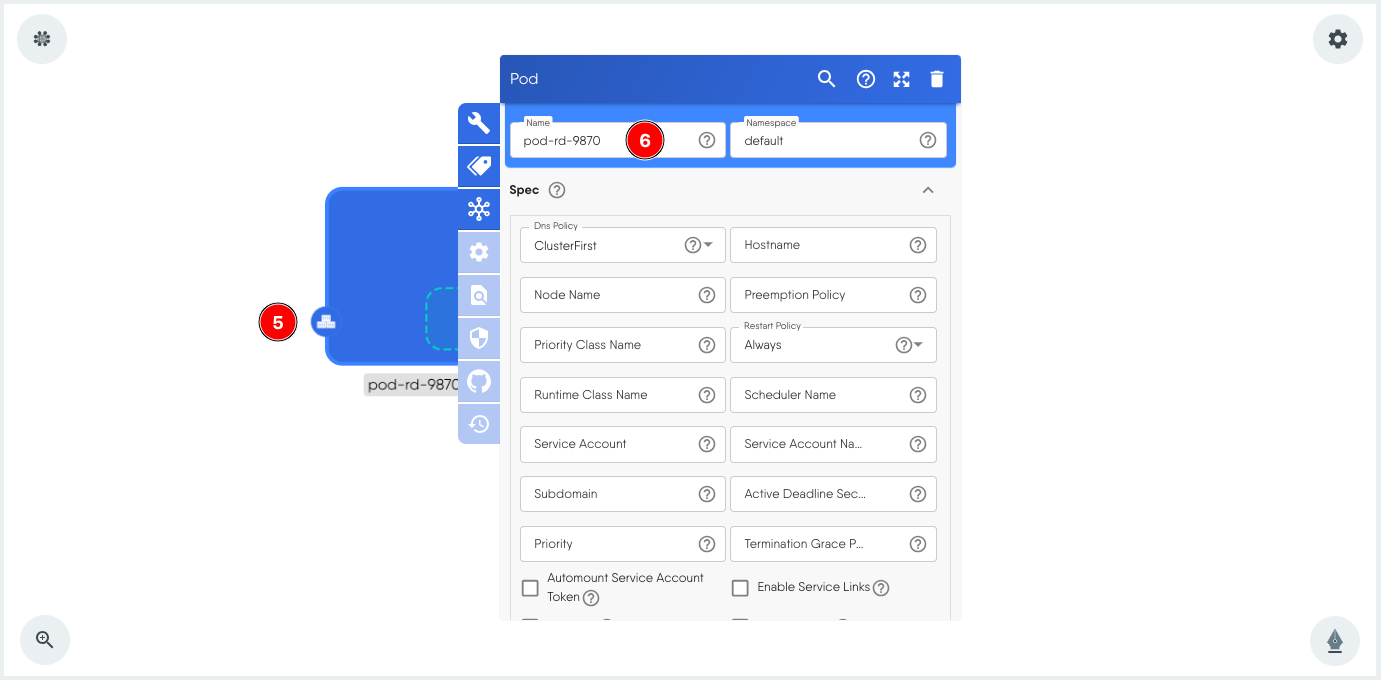 Pod
Name
Namespace
pod-rd-9870
6
default
Spec
Dns Policy
ClusterFirst
Hostname
Node Name
Preemption Policy
Priority Class Name
Restart Policy
Always
Runtime Class Name
Scheduler Name
Service Account
Service Account Na...
Subdomain
Active Deadline Sec...
Priority
Termination Grace P...
Automount Service Account
Token
Enable Service Links
5
pod-rd-9870